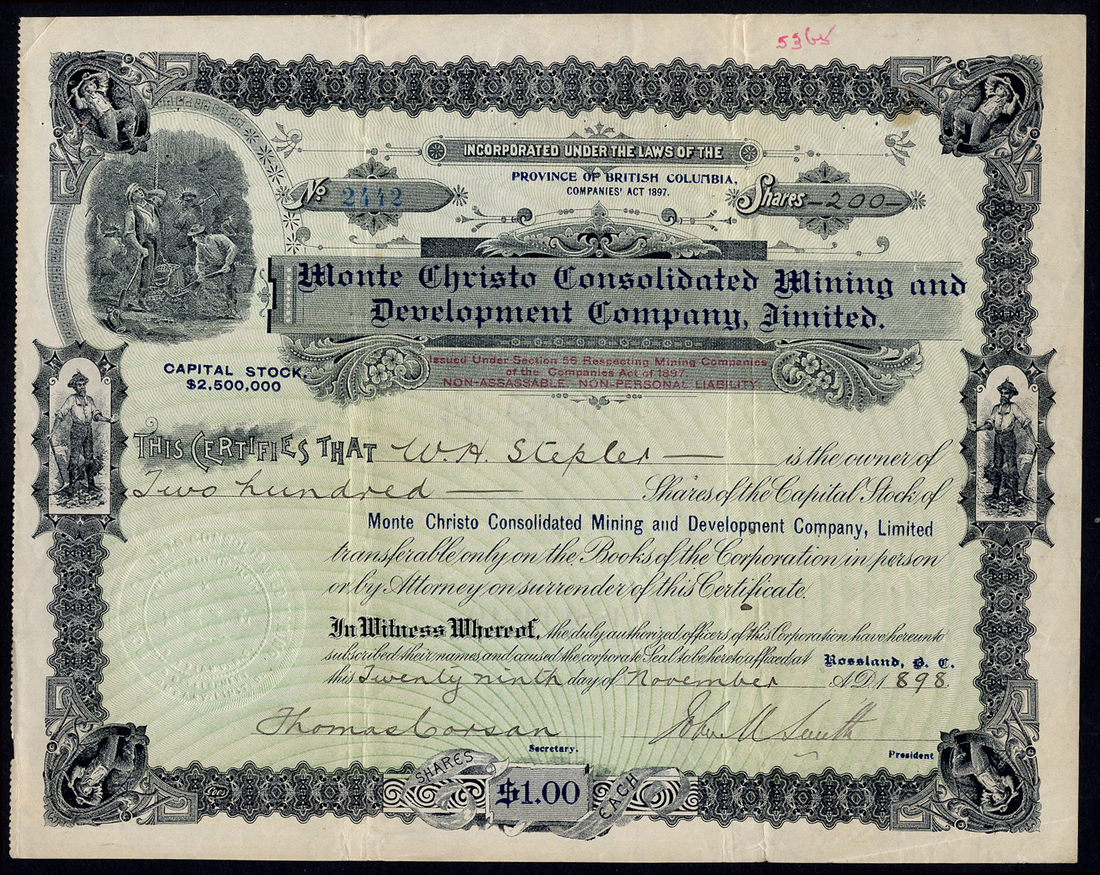 5368
INCORPORATED UNDER THE LAWS OF THE
PROVINCE OF BRITISH COLUMBIA,
COMPANIES' ACT 1897.
No. 2442
Shares -200-
Monte Christo Consolidated Mining and
Development Company, Limited.
Issued Under Section 56 Respecting Mining Companies
of the Companies Act of 1897.
NON-ASSASSABLE, NON-PERSONAL LIABILITY.
CAPITAL STOCK
$2,500,000
THIS CERTIFIES THAT W. H. Stepler — is the owner of
Two hundred — Shares of the Capital Stock of
Monte Christo Consolidated Mining and Development Company, Limited
transferable only on the Books of the Corporation in person
or by Attorney on surrender of this Certificate.
In Witness Whereof, the duly authorized officers of this Corporation have hereunto
subscribed their names and caused the corporate Seal to be hereto affixed at Rossland, B. C.
this Twenty ninth day of November A.D. 1898.
Thomas Corsan
Secretary.
John M Smith
President
SHARES
$1.00
EACH